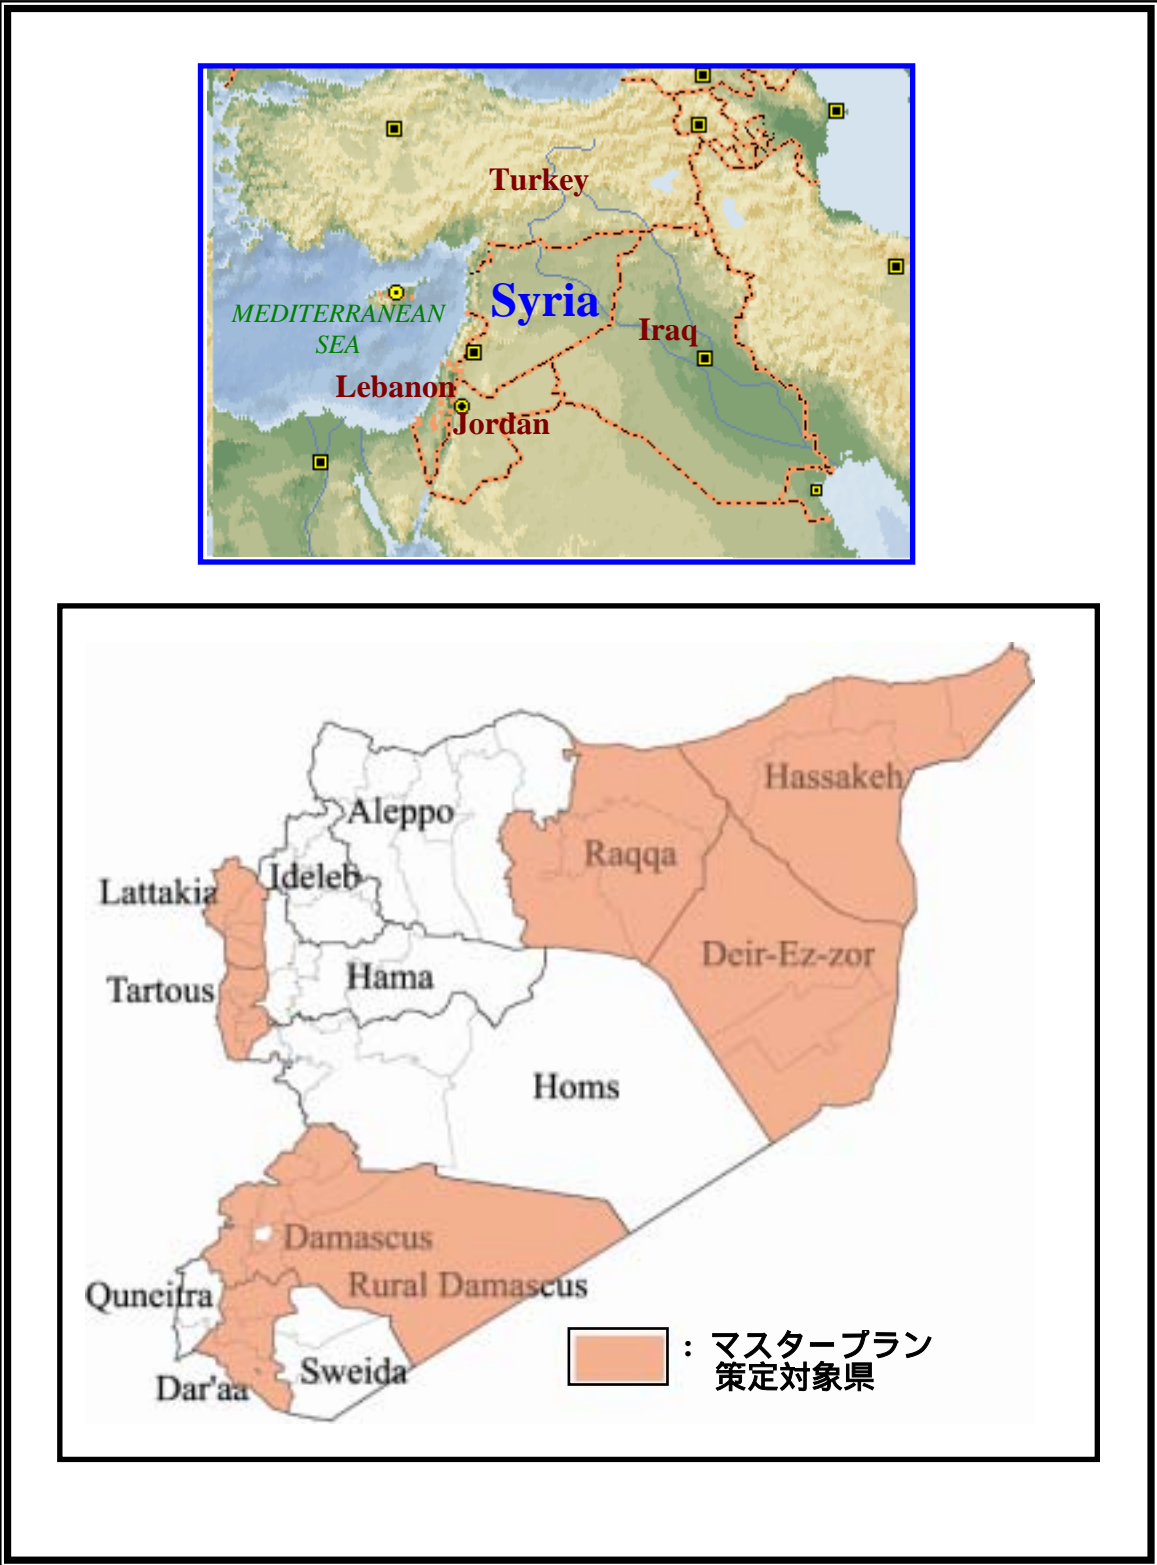 Turkey
Syria
MEDITERRANEAN
SEA
Iraq
Lebanon
Jordan
Hassakeh
Aleppo
Raqqa
Ideleb
Lattakia
Deir-Ez-zor
Hama
Tartous
Homs
Damascus
Rural Damascus
Quneitra
: マスタープラン
策定対象県
Sweida
Dar'aa